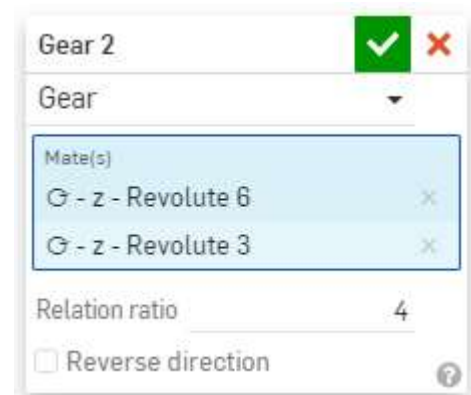 Gear 2
Gear
Mate(s)
- z - Revolute 6
- z - Revolute 3
Relation ratio 4
Reverse direction
?